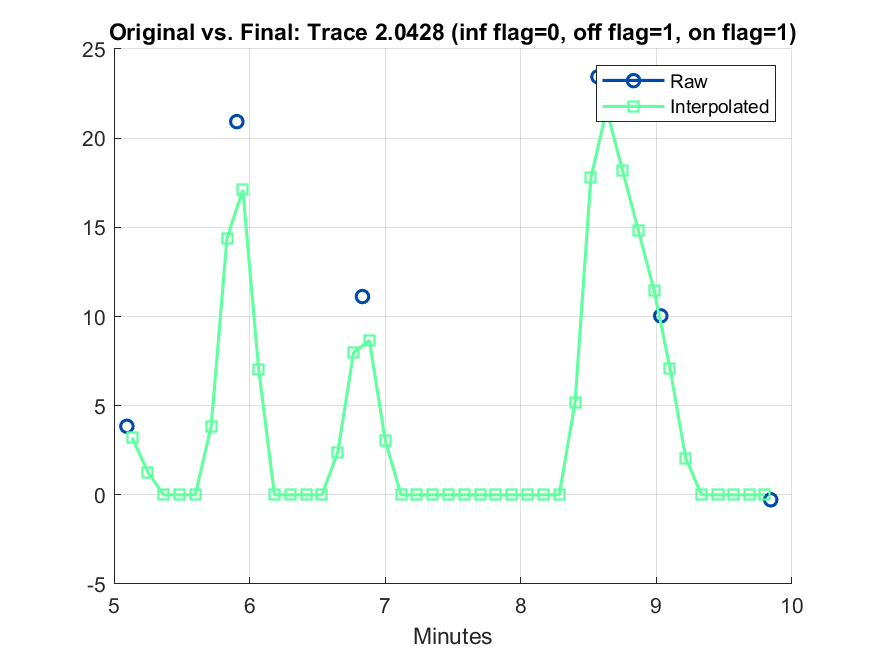 Original vs. Final: Trace 2.0428 (inf flag=0, off flag=1, on flag=1)
25
20
15
10
5
0
-5
Raw
Interpolated
5 6 7 8 9 10
Minutes